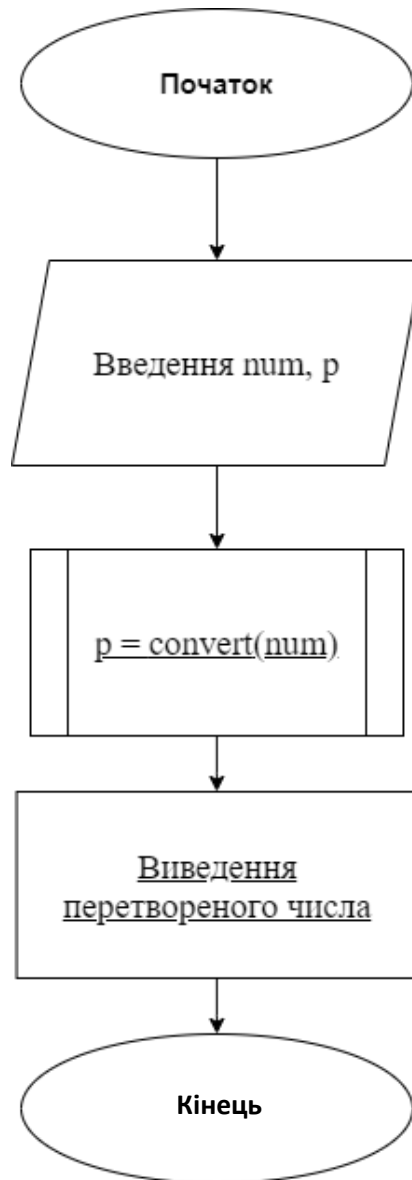 Початок
Введення num, p
p = convert(num)
Виведення
перетвореного числа
Кінець